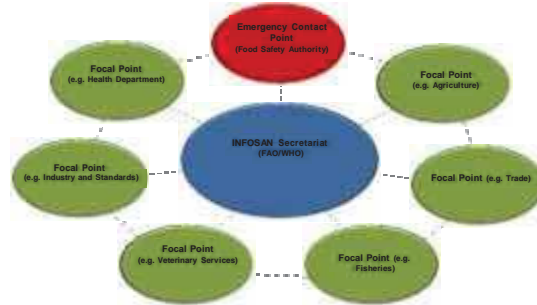 Emergency Contact
Point
(Food Safety Authority)
Focal Point
(e.g. Health Department)
Focal Point
(e.g. Agriculture)
INFOSAN Secretariat
(FAO/WHO)
Focal Point
(e.g. Industry and Standards)
Focal Point (e.g. Trade)
Focal Point
(e.g. Veterinary Services)
Focal Point (e.g.
Fisheries)